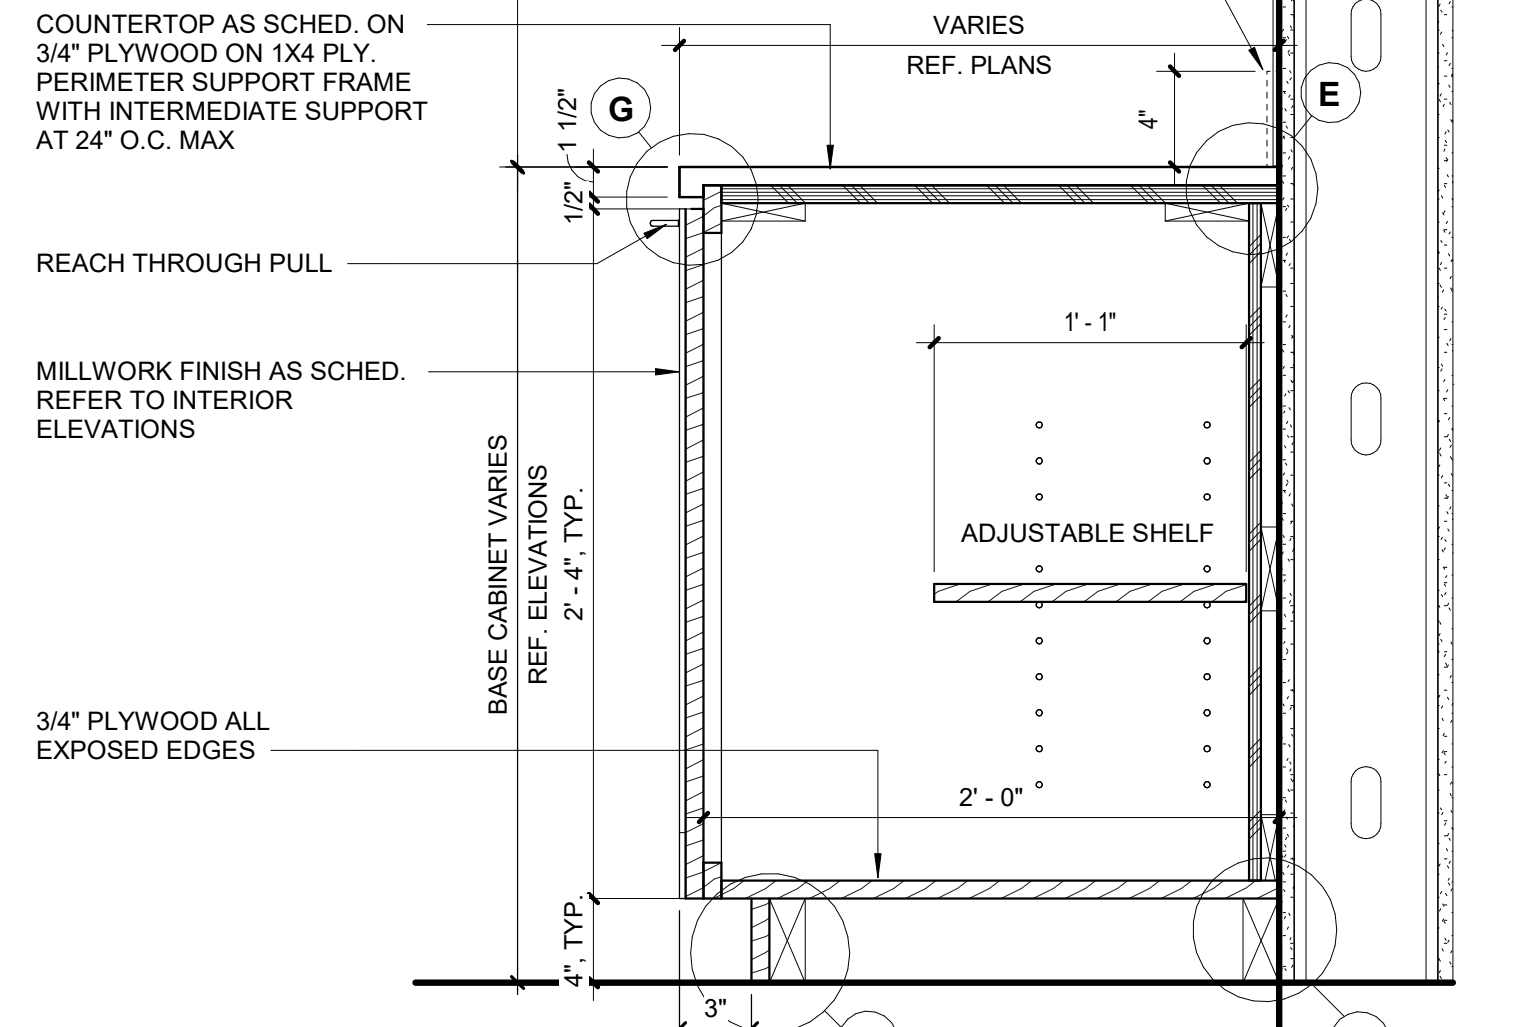 COUNTERTOP AS SCHED. ON
3/4" PLYWOOD ON 1X4 PLY.
PERIMETER SUPPORT FRAME
WITH INTERMEDIATE SUPPORT
AT 24" O.C. MAX
VARIES
REF. PLANS
G
E
1 1/2"
1/2"
4"
REACH THROUGH PULL
1' - 1"
MILLWORK FINISH AS SCHED.
REFER TO INTERIOR
ELEVATIONS
BASE CABINET VARIES
REF. ELEVATIONS
2' - 4", TYP.
ADJUSTABLE SHELF
3/4" PLYWOOD ALL
EXPOSED EDGES
2' - 0"
4", TYP.
3"